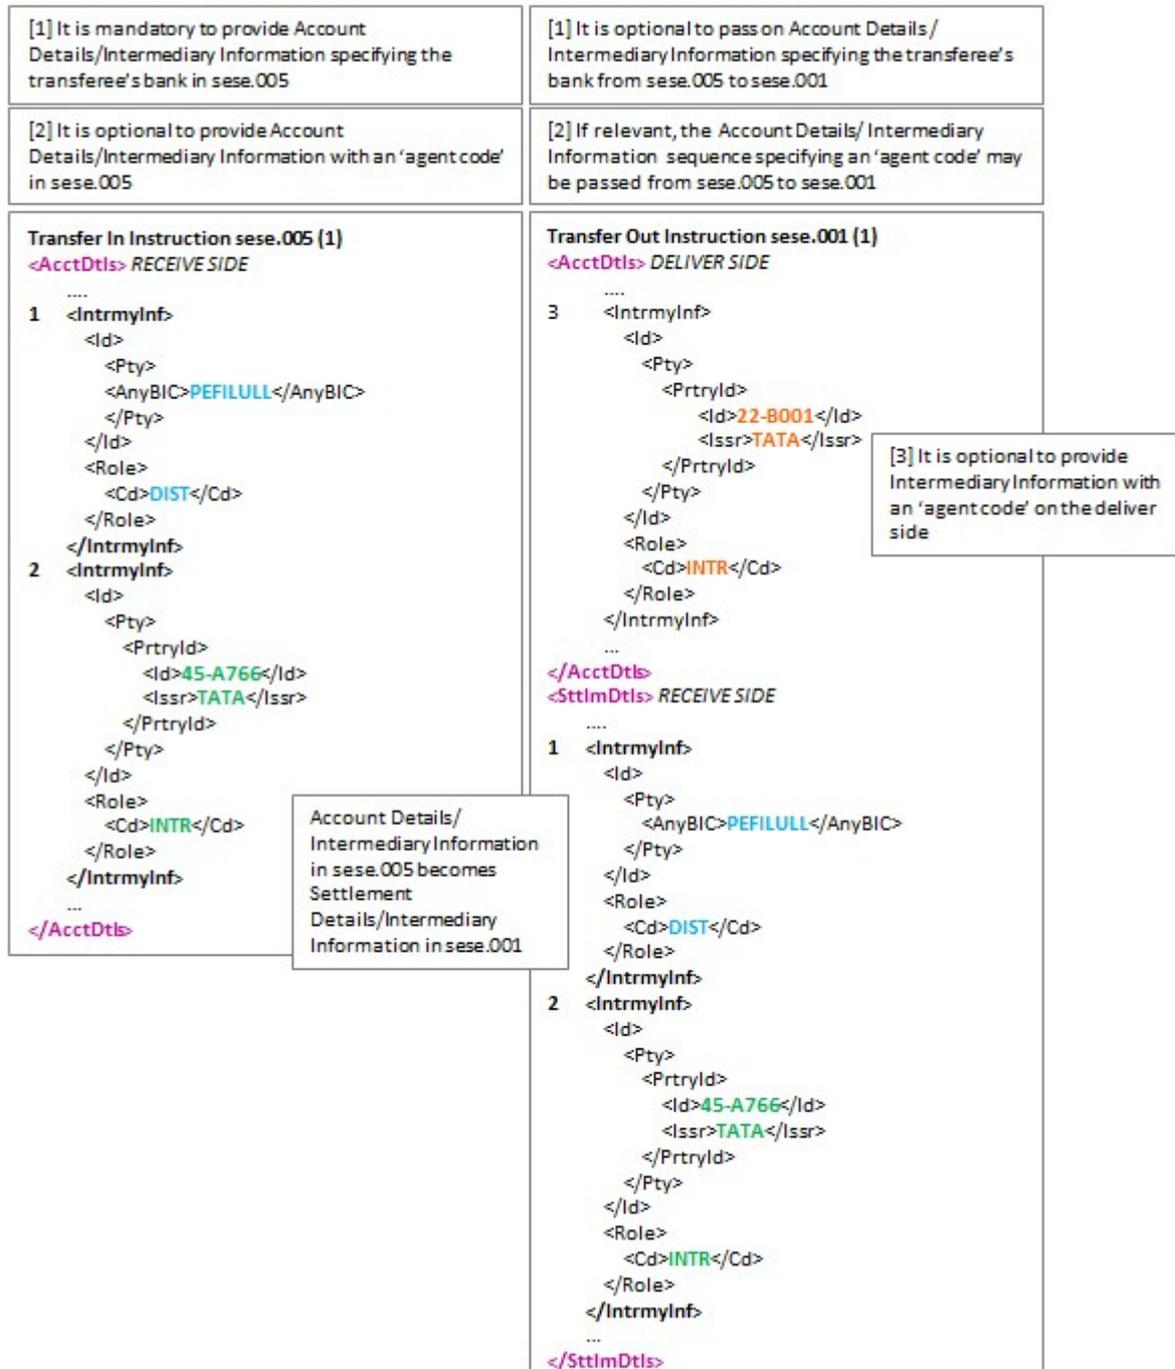 [1] It is mandatory to provide Account
Details/Intermediary Information specifying the
transferee's bank in sese.005
[1] It is optional to pass on Account Details /
Intermediary Information specifying the transferee's
bank from sese.005 to sese.001
[2] It is optional to provide Account
Details/Intermediary Information with an 'agent code'
in sese.005
[2] If relevant, the Account Details/ Intermediary
Information sequence specifying an 'agent code' may
be passed from sese.005 to sese.001
Transfer In Instruction sese.005 (1)
<AcctDtls> RECEIVE SIDE
....
1 <IntrmyInf>
<Id>
<Pty>
<AnyBIC>PEFILULL</AnyBIC>
</Pty>
</Id>
<Role>
<Cd>DIST</Cd>
</Role>
</IntrmyInf>
2 <IntrmyInf>
<Id>
<Pty>
<PrtryId>
<Id>45-A766</Id>
<Issr>TATA</Issr>
</PrtryId>
</Pty>
</Id>
<Role>
<Cd>INTR</Cd>
</Role>
</IntrmyInf>
...
</AcctDtls>
Account Details/
Intermediary Information
in sese.005 becomes
Settlement
Details/Intermediary
Information in sese.001
Transfer Out Instruction sese.001 (1)
<AcctDtls> DELIVER SIDE
....
3 <IntrmyInf>
<Id>
<Pty>
<PrtryId>
<Id>22-B001</Id>
<Issr>TATA</Issr>
</PrtryId>
</Pty>
</Id>
<Role>
<Cd>INTR</Cd>
</Role>
</IntrmyInf>
...
</AcctDtls>
[3] It is optional to provide
Intermediary Information with
an 'agent code' on the deliver
side
<SttlmDtls> RECEIVE SIDE
....
1 <IntrmyInf>
<Id>
<Pty>
<AnyBIC>PEFILULL</AnyBIC>
</Pty>
</Id>
<Role>
<Cd>DIST</Cd>
</Role>
</IntrmyInf>
2 <IntrmyInf>
<Id>
<Pty>
<PrtryId>
<Id>45-A766</Id>
<Issr>TATA</Issr>
</PrtryId>
</Pty>
</Id>
<Role>
<Cd>INTR</Cd>
</Role>
</IntrmyInf>
...
</SttlmDtls>